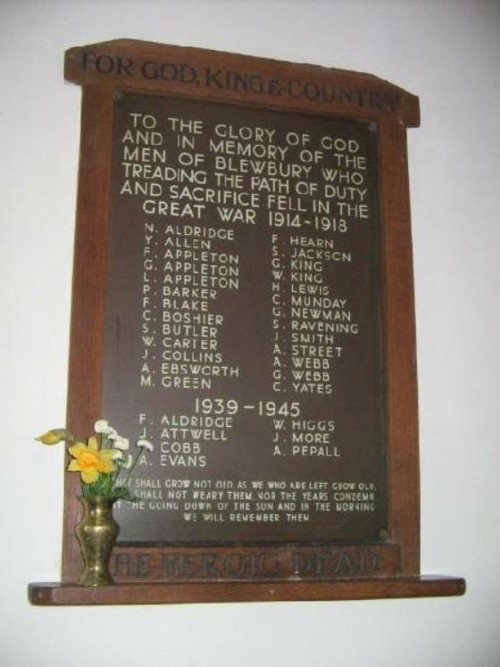 FOR GOD, KING & COUNTRY
TO THE GLORY OF GOD
AND IN MEMORY OF THE
MEN OF BLEWBURY WHO
TREADING THE PATH OF DUTY
AND SACRIFICE FELL IN THE
GREAT WAR 1914-1918
N. ALDRIDGE
Y. ALLEN
F. APPLETON
G. APPLETON
L. APPLETON
P. BARKER
F. BLAKE
C. BOSHIER
S. BUTLER
W. CARTER
J. COLLINS
A. EBSWORTH
M. GREEN
F. HEARN
S. JACKSON
G. KING
W. KING
H. LEWIS
C. MUNDAY
G. NEWMAN
S. RAVENING
J. SMITH
A. STREET
A. WEBB
G. WEBB
C. YATES
1939-1945
F. ALDRIDGE
J. ATTWELL
COBB
A. EVANS
W. HIGGS
J. MORE
A. PEPALL
SHALL GROW NOT OLD, AS WE WHO ARE LEFT GROW OLD,
SHALL NOT WEARY THEM, NOR THE YEARS CONDEMN
THE GOING DOWN OF THE SUN AND IN THE MORNING
WE WILL REMEMBER THEM.
THE HEROIC DEAD